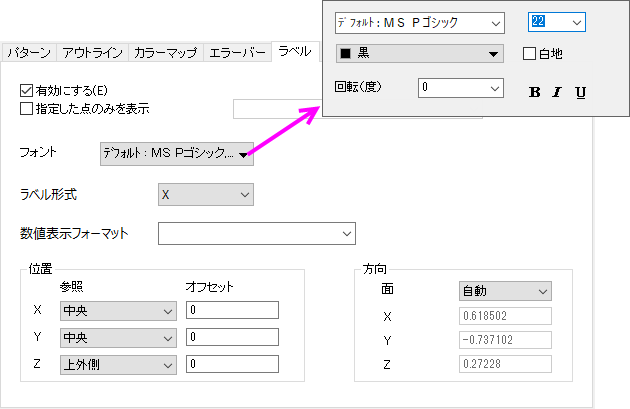 ﾃﾞﾌｫﾙﾄ : ＭＳ Ｐゴシック 22
黒 白地
回転(度) 0 B I U
パターン アウトライン カラーマップ エラーバー ラベル
有効にする(E)
指定した点のみを表示
フォント ﾃﾞﾌｫﾙﾄ : ＭＳ Ｐゴシック,...
ラベル形式 X
数値表示フォーマット
位置 方向
参照 オフセット 面 自動
X 中央 0 X 0.618502
Y 中央 0 Y -0.737102
Z 上外側 0 Z 0.27228